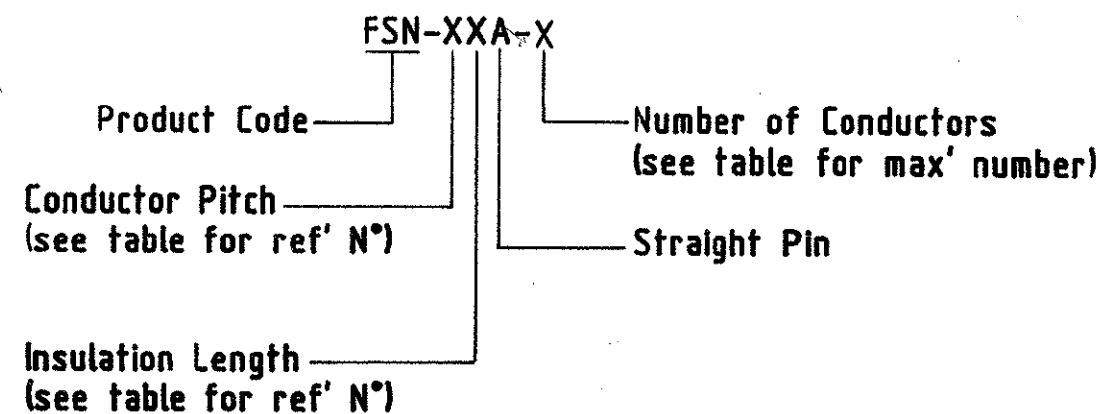 FSN-XXA-X
Product Code
Number of Conductors
(see table for max' number)
Conductor Pitch
(see table for ref' N°)
Straight Pin
Insulation Length
(see table for ref' N°)